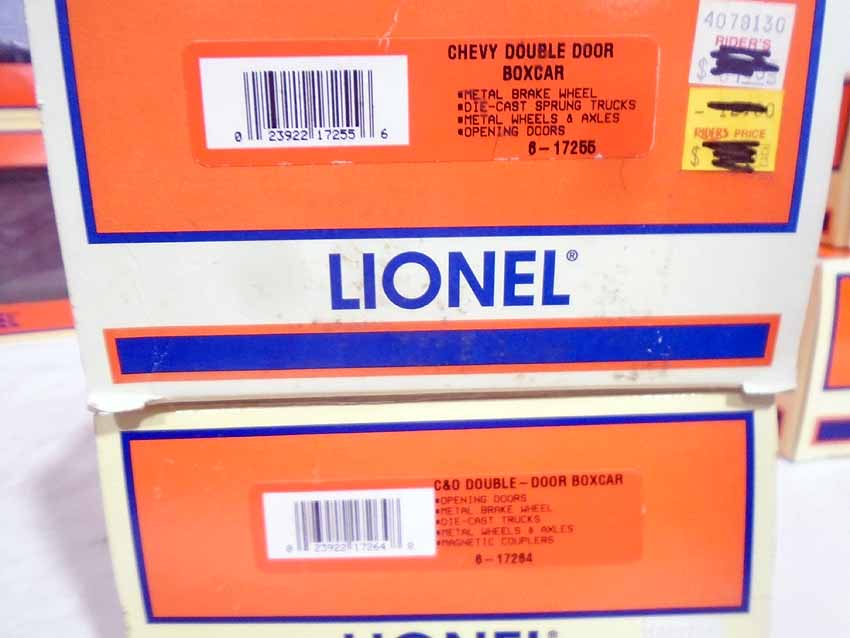 CHEVY DOUBLE DOOR
BOXCAR
*METAL BRAKE WHEEL
*DIE-CAST SPRUNG TRUCKS
*METAL WHEELS & AXLES
*OPENING DOORS
6-17255
0 23922 17255 6
4079130
RIDER'S
$
RIDERS PRICE
$
LIONEL®
C&O DOUBLE-DOOR BOXCAR
*OPENING DOORS
*METAL BRAKE WHEEL
*DIE-CAST TRUCKS
*METAL WHEELS & AXLES
*MAGNETIC COUPLERS
6-17264
0 23922 17264
LIONEL